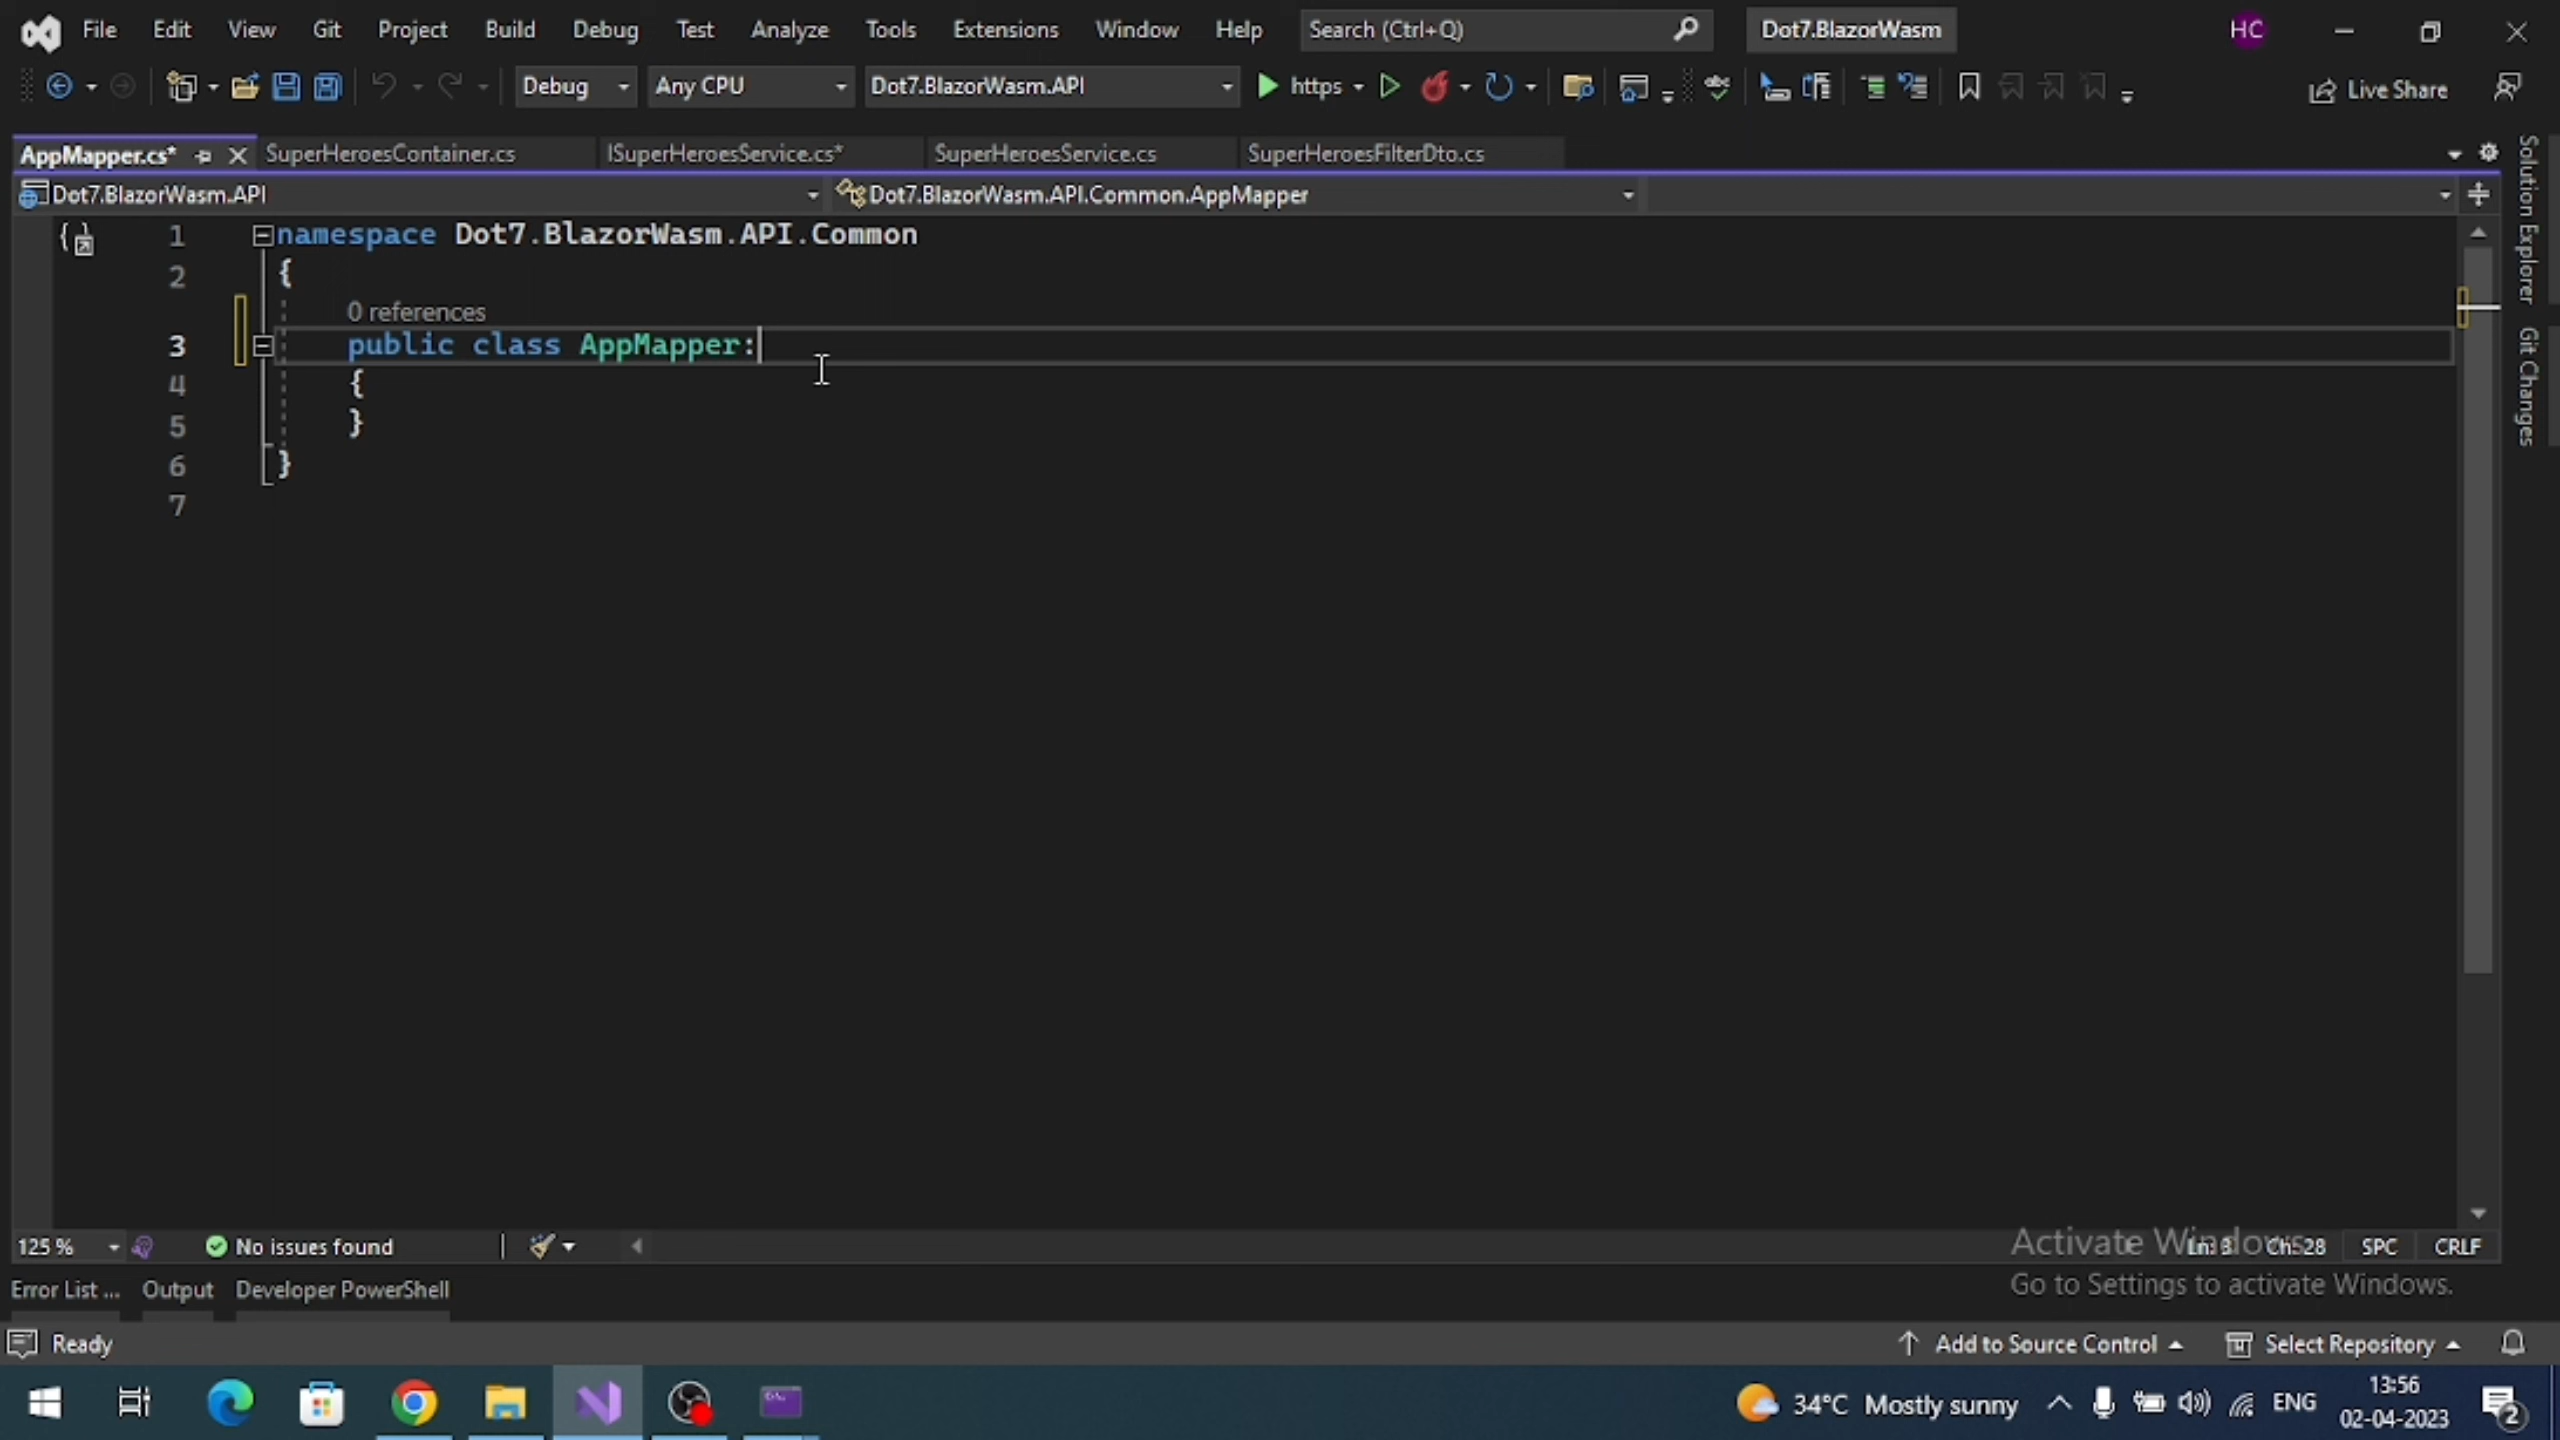 File Edit View Git Project Build Debug Test Analyze Tools Extensions Window Help Search (Ctrl+Q) Dot7.BlazorWasm HC
Debug Any CPU Dot7.BlazorWasm.API https Live Share
AppMapper.cs* SuperHeroesContainer.cs ISuperHeroesService.cs* SuperHeroesService.cs SuperHeroesFilterDto.cs
Dot7.BlazorWasm.API Dot7.BlazorWasm.API.Common.AppMapper
Solution Explorer
Git Changes
1 namespace Dot7.BlazorWasm.API.Common
2 {
0 references
3 public class AppMapper:
4 {
5 }
6 }
7
125 % No issues found Ln: 3 Ch: 28 SPC CRLF
Activate Windows
Go to Settings to activate Windows.
Error List ... Output Developer PowerShell
Ready Add to Source Control Select Repository
34°C Mostly sunny ENG 13:56
02-04-2023 2